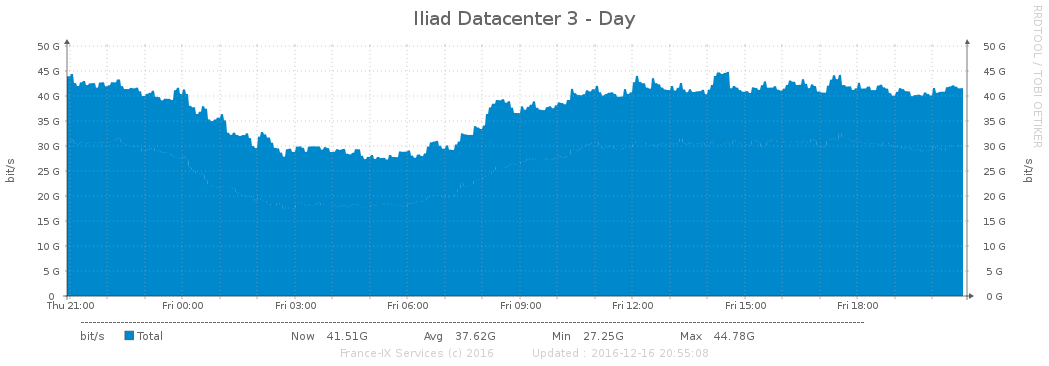 Iliad Datacenter 3 - Day
RRDTOOL / TOBI OETIKER
bit/s
50 G 50 G
45 G 45 G
40 G 40 G
35 G 35 G
30 G 30 G
25 G 25 G
20 G 20 G
15 G 15 G
10 G 10 G
5 G 5 G
0 0 G
bit/s
Thu 21:00 Fri 00:00 Fri 03:00 Fri 06:00 Fri 09:00 Fri 12:00 Fri 15:00 Fri 18:00
bit/s Total Now 41.51G Avg 37.62G Min 27.25G Max 44.78G
France-IX Services (c) 2016 Updated : 2016-12-16 20:55:08